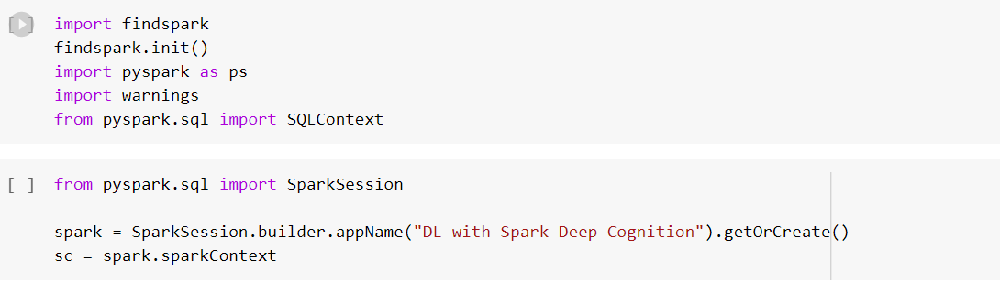 import findspark
findspark.init()
import pyspark as ps
import warnings
from pyspark.sql import SQLContext
[ ] from pyspark.sql import SparkSession
spark = SparkSession.builder.appName("DL with Spark Deep Cognition").getOrCreate()
sc = spark.sparkContext